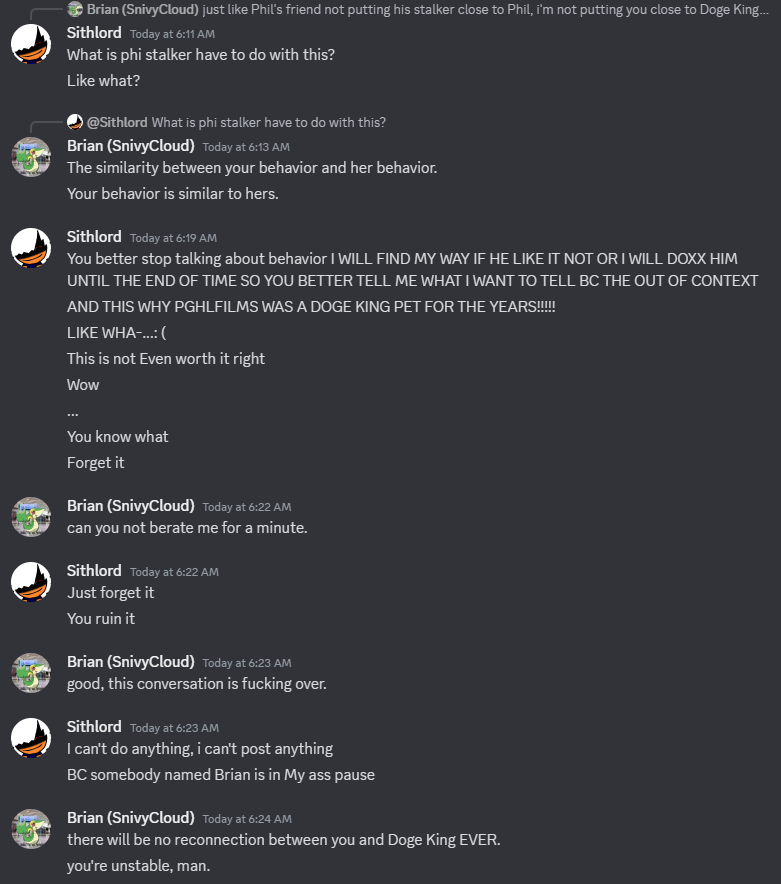 Brian (SnivyCloud) just like Phil's friend not putting his stalker close to Phil, i'm not putting you close to Doge King...
Sithlord Today at 6:11 AM
What is phi stalker have to do with this?
Like what?
@Sithlord What is phi stalker have to do with this?
Brian (SnivyCloud) Today at 6:13 AM
The similarity between your behavior and her behavior.
Your behavior is similar to hers.
Sithlord Today at 6:19 AM
You better stop talking about behavior I WILL FIND MY WAY IF HE LIKE IT NOT OR I WILL DOXX HIM
UNTIL THE END OF TIME SO YOU BETTER TELL ME WHAT I WANT TO TELL BC THE OUT OF CONTEXT
AND THIS WHY PGHLFILMS WAS A DOGE KING PET FOR THE YEARS!!!!!
LIKE WHA-...: (
This is not Even worth it right
Wow
...
You know what
Forget it
Brian (SnivyCloud) Today at 6:22 AM
can you not berate me for a minute.
Sithlord Today at 6:22 AM
Just forget it
You ruin it
Brian (SnivyCloud) Today at 6:23 AM
good, this conversation is fucking over.
Sithlord Today at 6:23 AM
I can't do anything, i can't post anything
BC somebody named Brian is in My ass pause
Brian (SnivyCloud) Today at 6:24 AM
there will be no reconnection between you and Doge King EVER.
you're unstable, man.